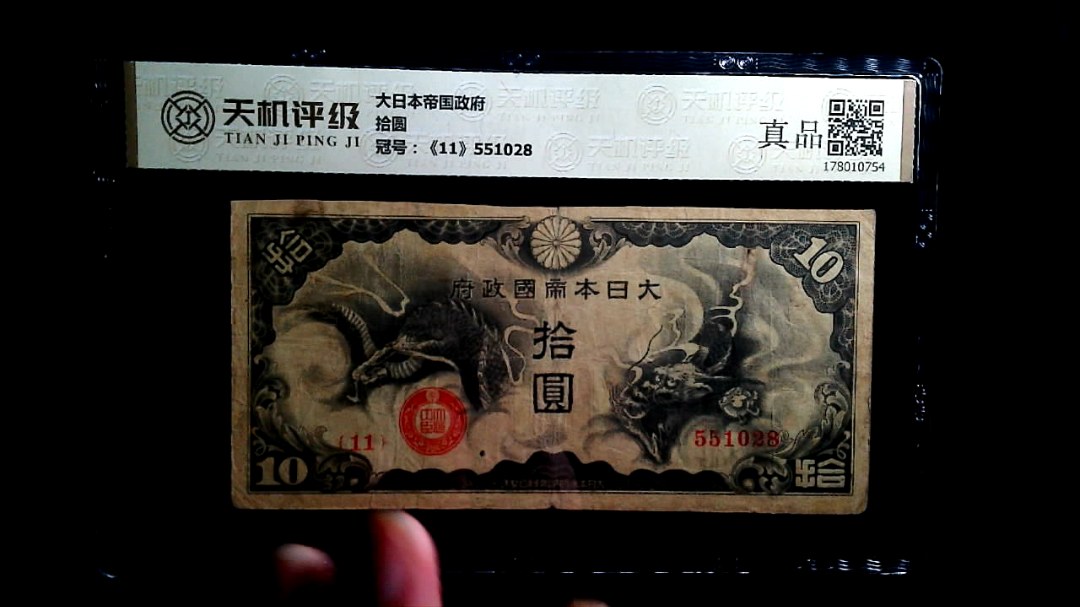 天机评级
TIAN JI PING JI
大日本帝国政府
拾圆
冠号：《11》551028
真品
178010754
拾
10
府政國帝本日大
拾
圓
(11)
551028
10
拾